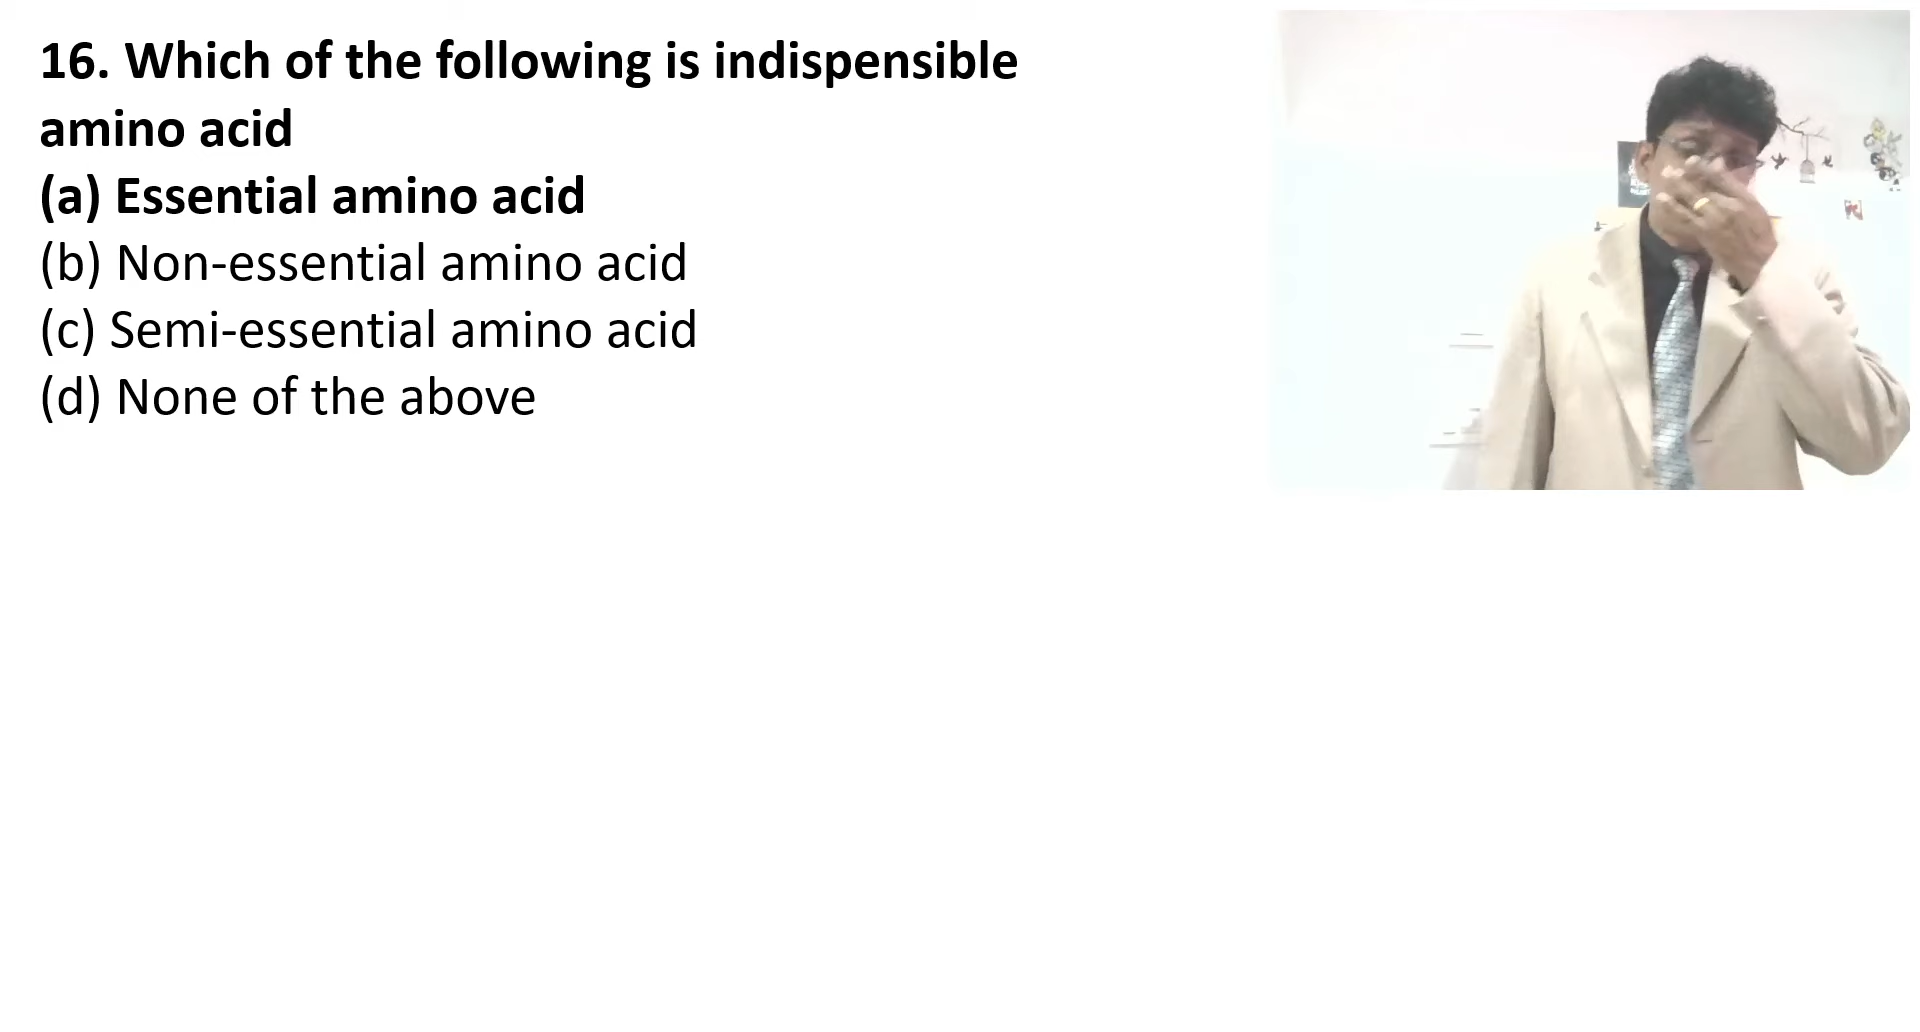 16. Which of the following is indispensible
amino acid
(a) Essential amino acid
(b) Non-essential amino acid
(c) Semi-essential amino acid
(d) None of the above